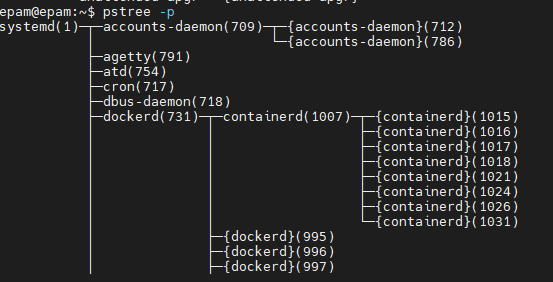 epam@epam:~$ pstree -p
systemd(1)─┬─accounts-daemon(709)─┬─{accounts-daemon}(712)
           │                      └─{accounts-daemon}(786)
           ├─agetty(791)
           ├─atd(754)
           ├─cron(717)
           ├─dbus-daemon(718)
           ├─dockerd(731)─┬─containerd(1007)─┬─{containerd}(1015)
           │              │                  ├─{containerd}(1016)
           │              │                  ├─{containerd}(1017)
           │              │                  ├─{containerd}(1018)
           │              │                  ├─{containerd}(1021)
           │              │                  ├─{containerd}(1024)
           │              │                  ├─{containerd}(1026)
           │              │                  └─{containerd}(1031)
           │              ├─{dockerd}(995)
           │              ├─{dockerd}(996)
           │              ├─{dockerd}(997)